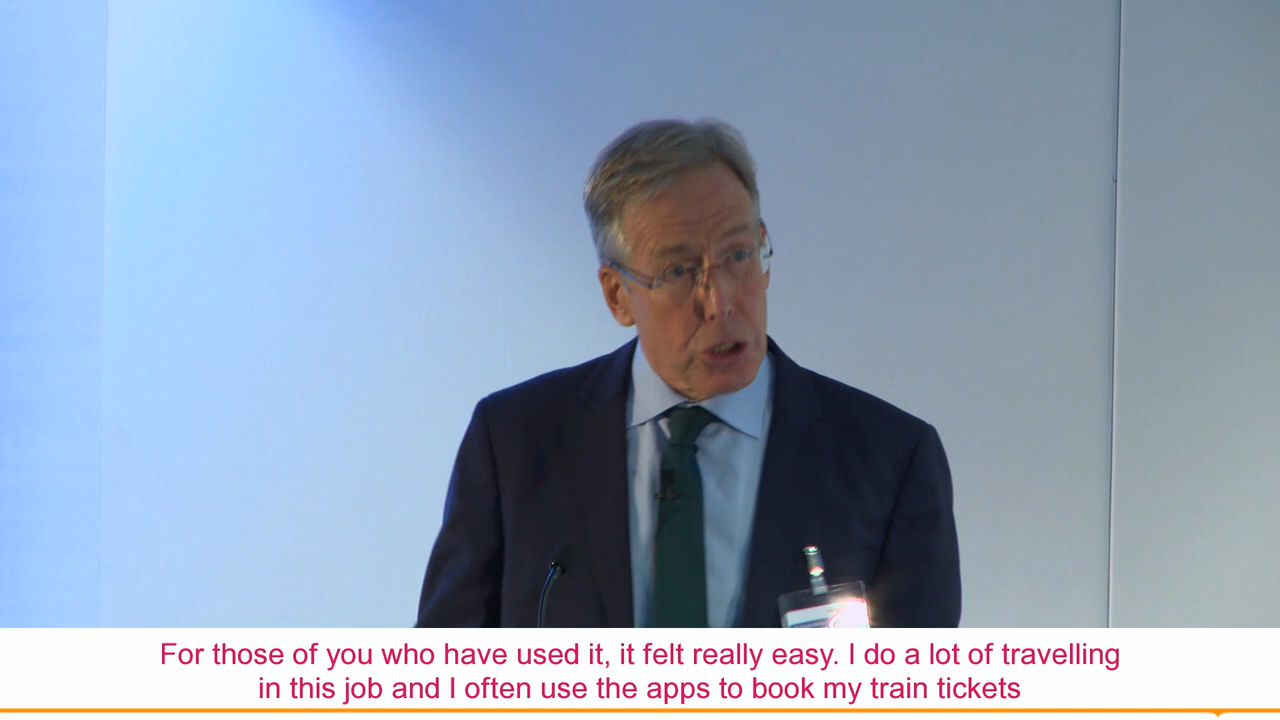 For those of you who have used it, it felt really easy. I do a lot of travelling
in this job and I often use the apps to book my train tickets